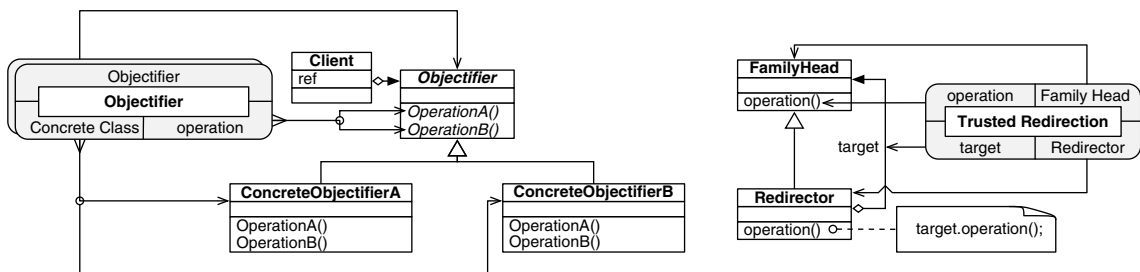 Objectifier
Objectifier
Concrete Class
operation
Client
ref
Objectifier
OperationA()
OperationB()
ConcreteObjectifierA
OperationA()
OperationB()
ConcreteObjectifierB
OperationA()
OperationB()
FamilyHead
operation()
operation
Family Head
Trusted Redirection
target
Redirector
target
Redirector
operation()
target.operation();